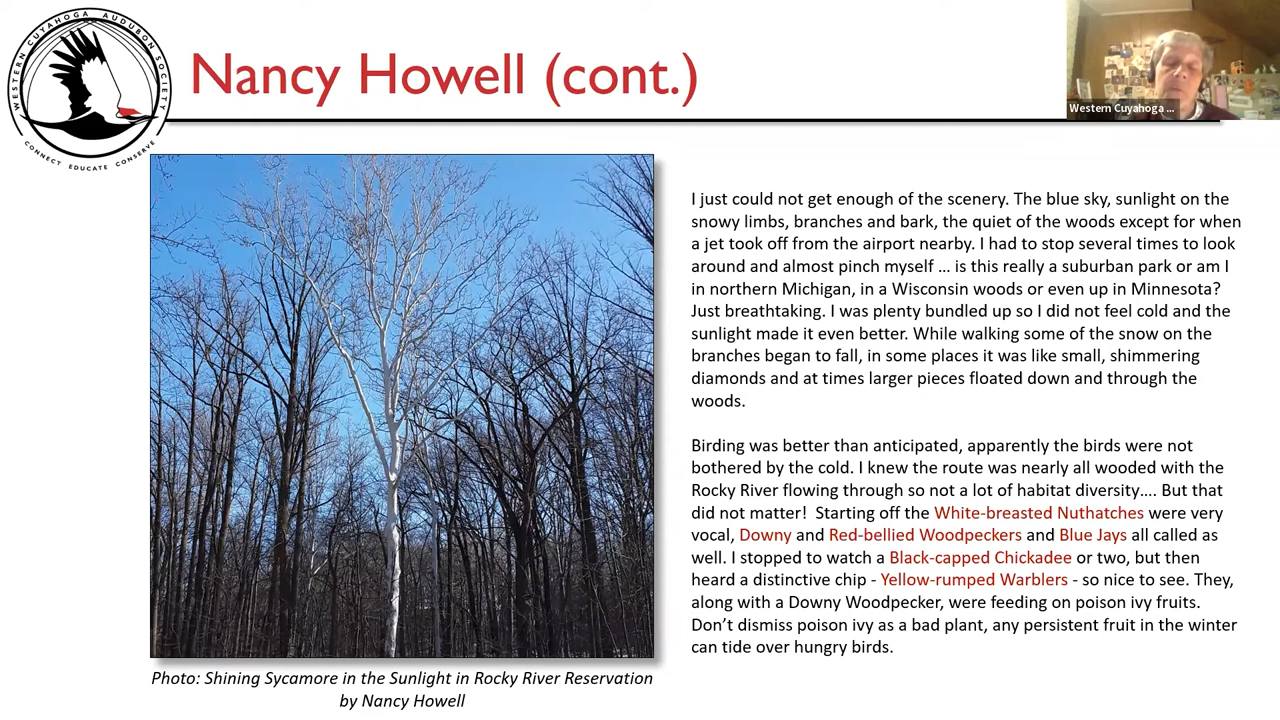 WESTERN CUYAHOGA AUDUBON SOCIETY
CONNECT EDUCATE CONSERVE
Nancy Howell (cont.)
Western Cuyahoga ...
I just could not get enough of the scenery. The blue sky, sunlight on the
snowy limbs, branches and bark, the quiet of the woods except for when
a jet took off from the airport nearby. I had to stop several times to look
around and almost pinch myself ... is this really a suburban park or am I
in northern Michigan, in a Wisconsin woods or even up in Minnesota?
Just breathtaking. I was plenty bundled up so I did not feel cold and the
sunlight made it even better. While walking some of the snow on the
branches began to fall, in some places it was like small, shimmering
diamonds and at times larger pieces floated down and through the
woods.
Birding was better than anticipated, apparently the birds were not
bothered by the cold. I knew the route was nearly all wooded with the
Rocky River flowing through so not a lot of habitat diversity.... But that
did not matter!  Starting off the White-breasted Nuthatches were very
vocal, Downy and Red-bellied Woodpeckers and Blue Jays all called as
well. I stopped to watch a Black-capped Chickadee or two, but then
heard a distinctive chip - Yellow-rumped Warblers - so nice to see. They,
along with a Downy Woodpecker, were feeding on poison ivy fruits.
Don't dismiss poison ivy as a bad plant, any persistent fruit in the winter
can tide over hungry birds.
Photo: Shining Sycamore in the Sunlight in Rocky River Reservation
by Nancy Howell